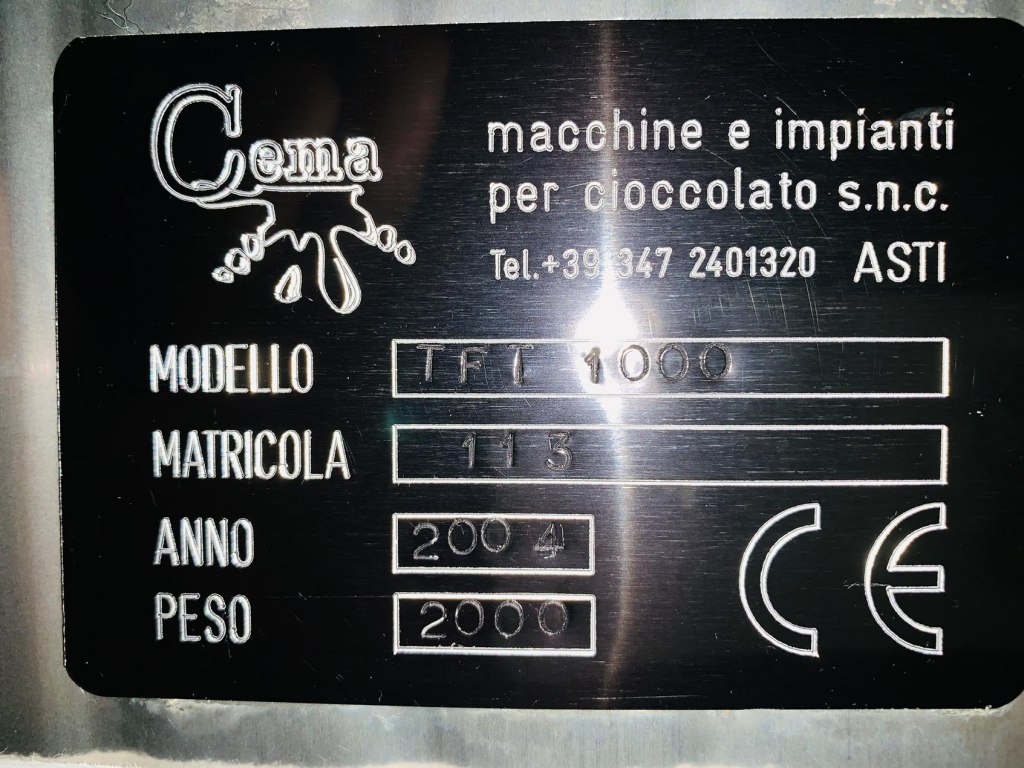 Cema
macchine e impianti
per cioccolato s.n.c.
Tel.+39 347 2401320 ASTI
MODELLO TFT 1000
MATRICOLA 113
ANNO 2004
PESO 2000
CE